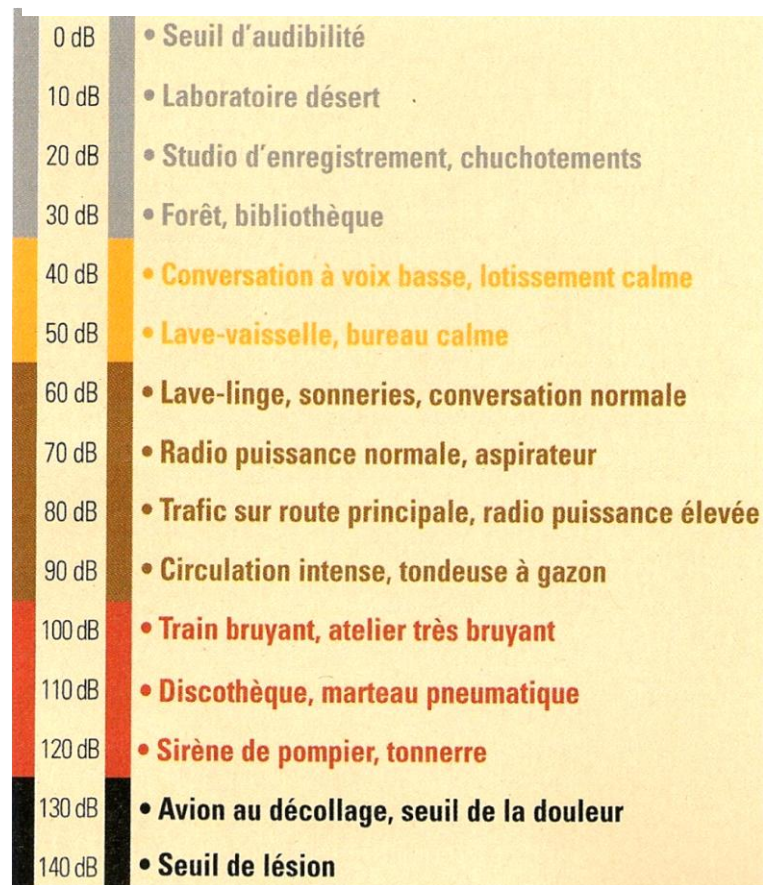 0 dB • Seuil d'audibilité
10 dB • Laboratoire désert
20 dB • Studio d'enregistrement, chuchotements
30 dB • Forêt, bibliothèque
40 dB • Conversation à voix basse, lotissement calme
50 dB • Lave-vaisselle, bureau calme
60 dB • Lave-linge, sonneries, conversation normale
70 dB • Radio puissance normale, aspirateur
80 dB • Trafic sur route principale, radio puissance élevée
90 dB • Circulation intense, tondeuse à gazon
100 dB • Train bruyant, atelier très bruyant
110 dB • Discothèque, marteau pneumatique
120 dB • Sirène de pompier, tonnerre
130 dB • Avion au décollage, seuil de la douleur
140 dB • Seuil de lésion